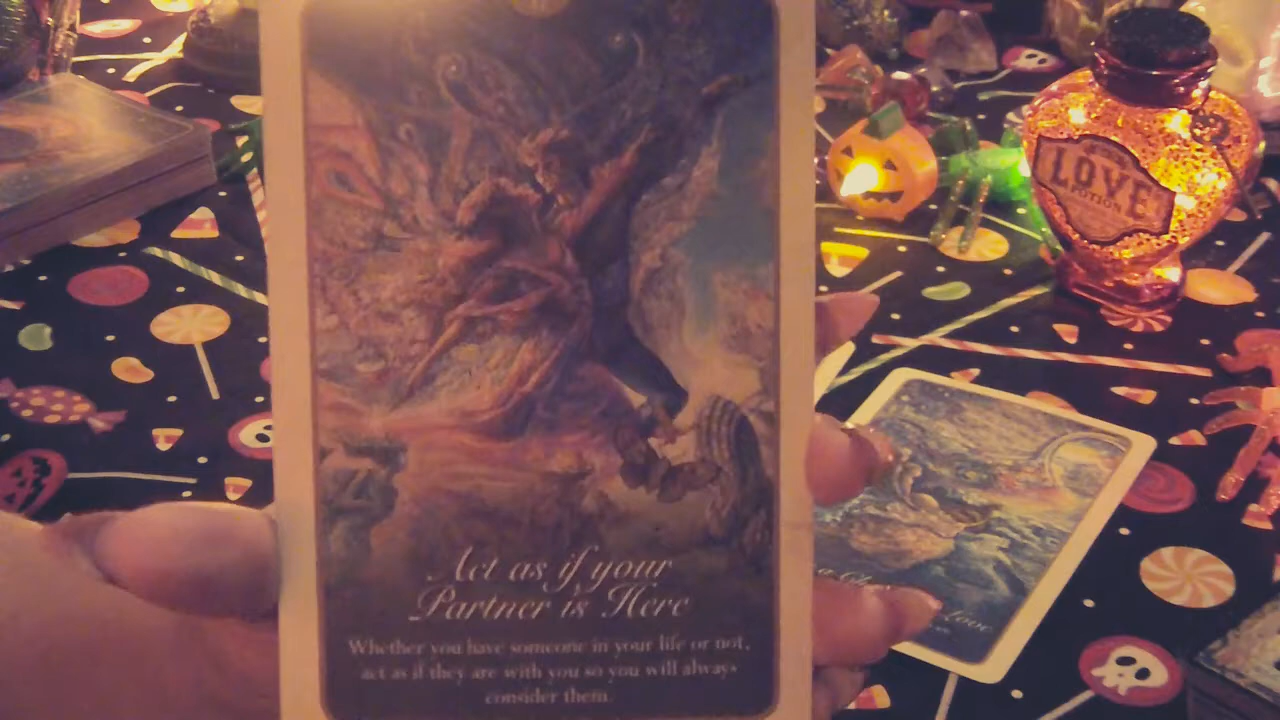 Act as if your
Partner is Here
Whether you have someone in your life or not,
act as if they are with you so you will always
consider them.
LOVE
POTION
Love